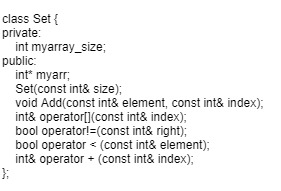 class Set {
private:
int myarray_size;
public:
int* myarr;
Set(const int& size);
void Add(const int& element, const int& index);
int& operator[](const int& index);
bool operator!=(const int& right);
bool operator < (const int& element);
int& operator + (const int& index);
};